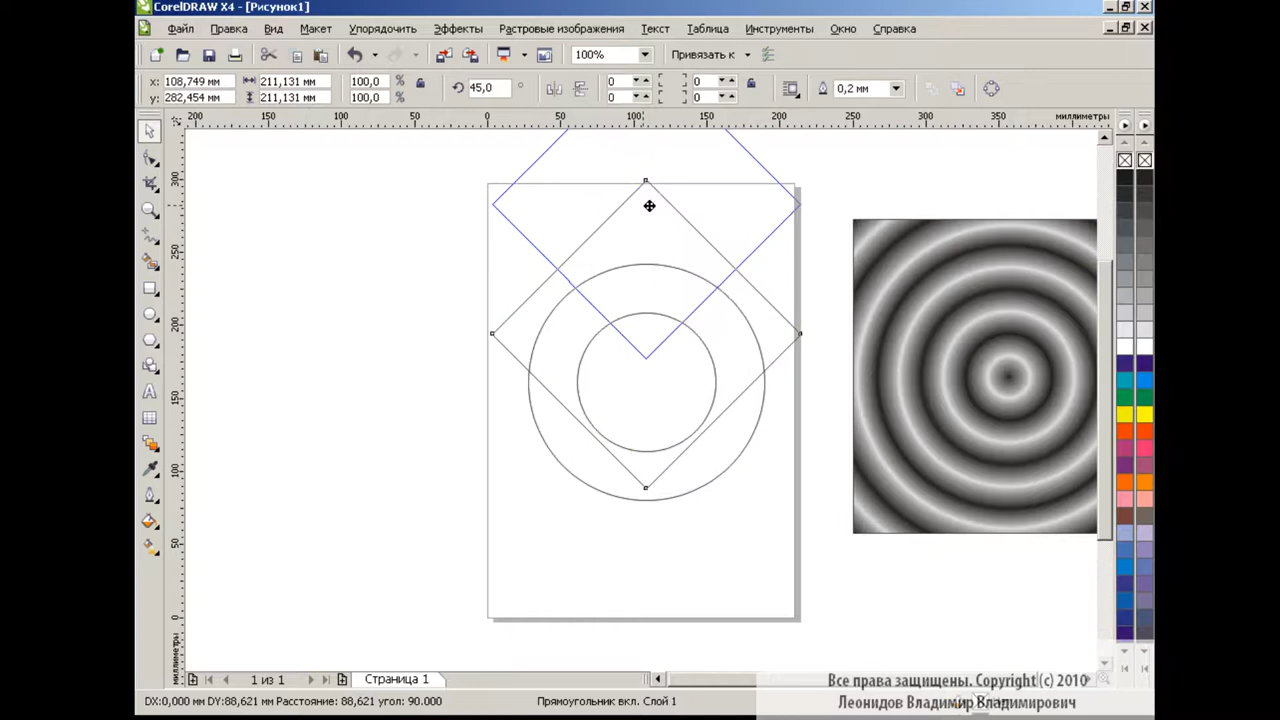 CorelDRAW X4 - [Рисунок1]
Файл Правка Вид Макет Упорядочить Эффекты Растровые изображения Текст Таблица Инструменты Окно Справка
100% Привязать к
x: 108,749 мм 211,131 мм 100,0 % 45,0 ° 0 0 0,2 мм
y: 282,454 мм 211,131 мм 100,0 % 0 0
200 150 100 50 0 50 100 150 200 250 300 350 миллиметры
300
250
200
150
100
50
0
миллиметры
1 из 1 Страница 1
DX:0,000 мм DY:88,621 мм Расстояние: 88,621 угол: 90.000 Прямоугольник вкл. Слой 1
Все права защищены. Copyright (c) 2010
Леонидов Владимир Владимирович